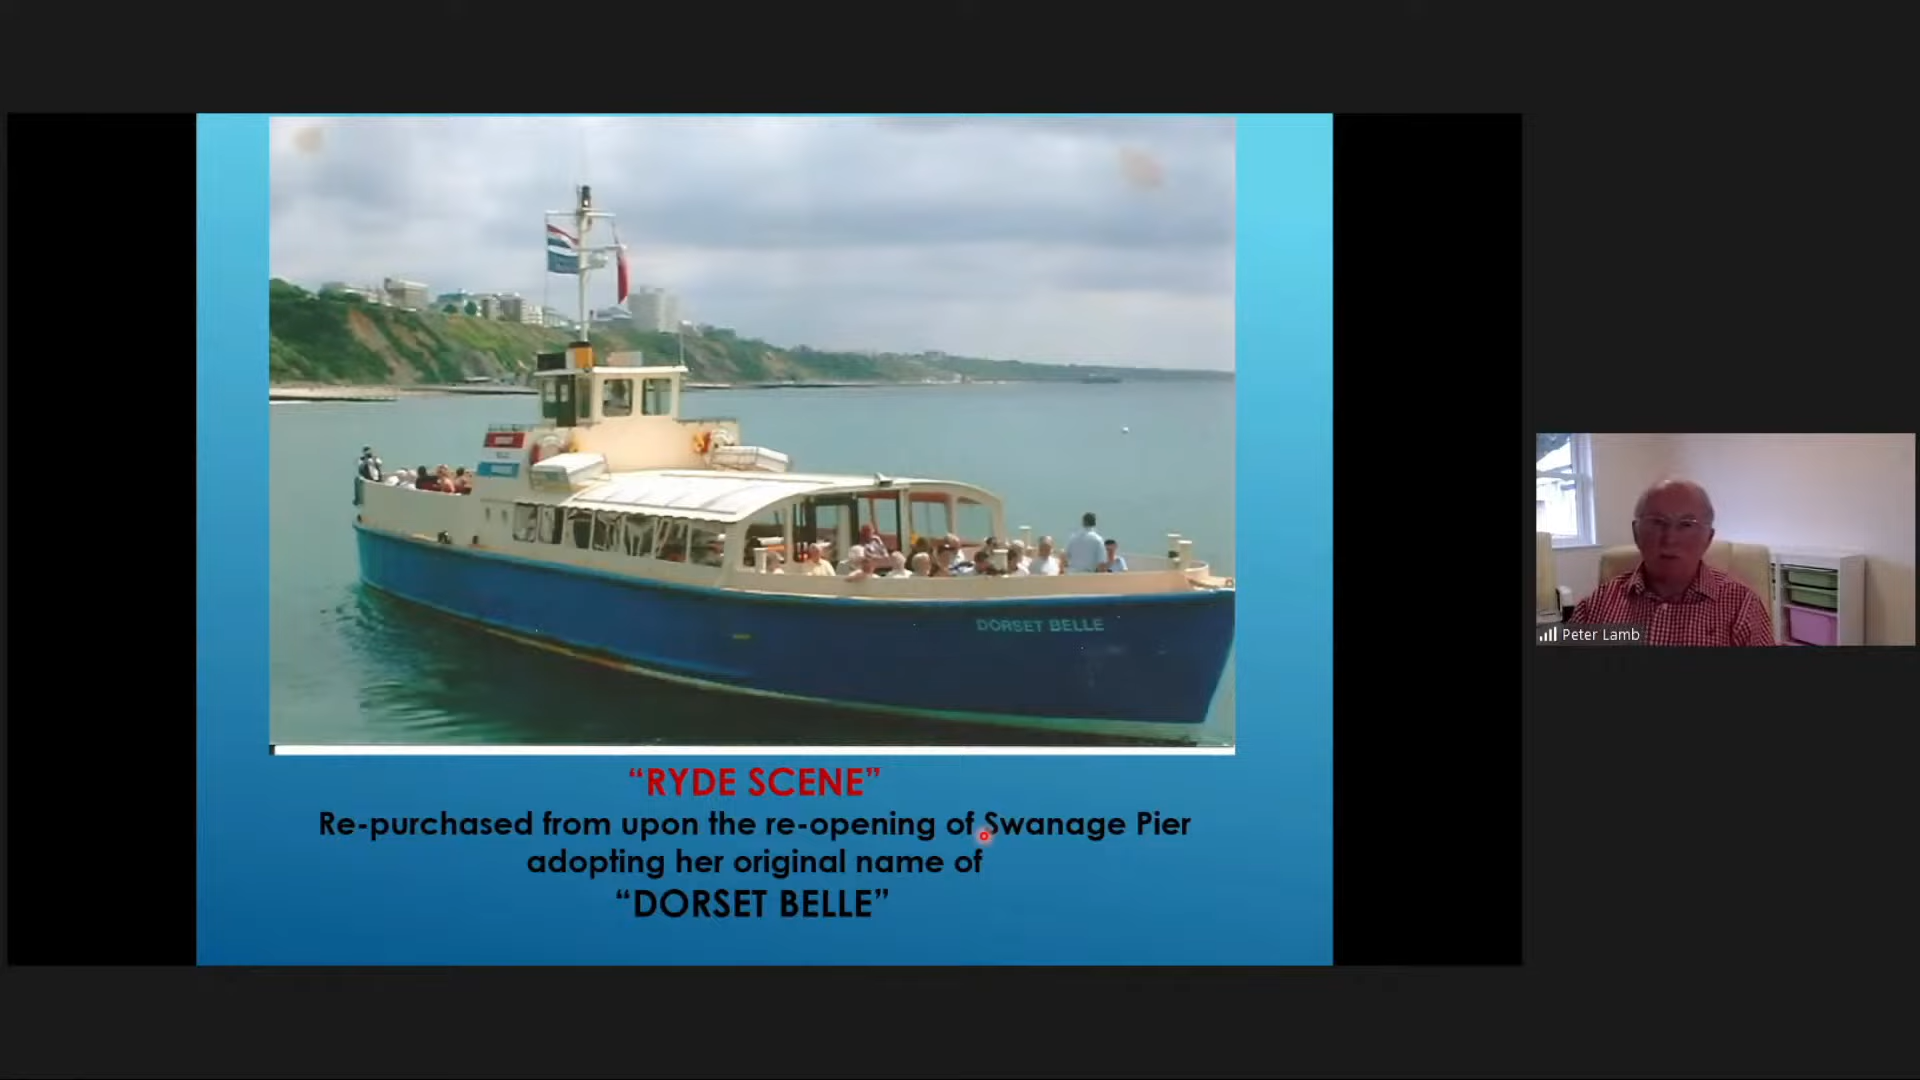 DORSET BELLE
“RYDE SCENE”
Re-purchased from upon the re-opening of Swanage Pier
adopting her original name of
“DORSET BELLE”
Peter Lamb